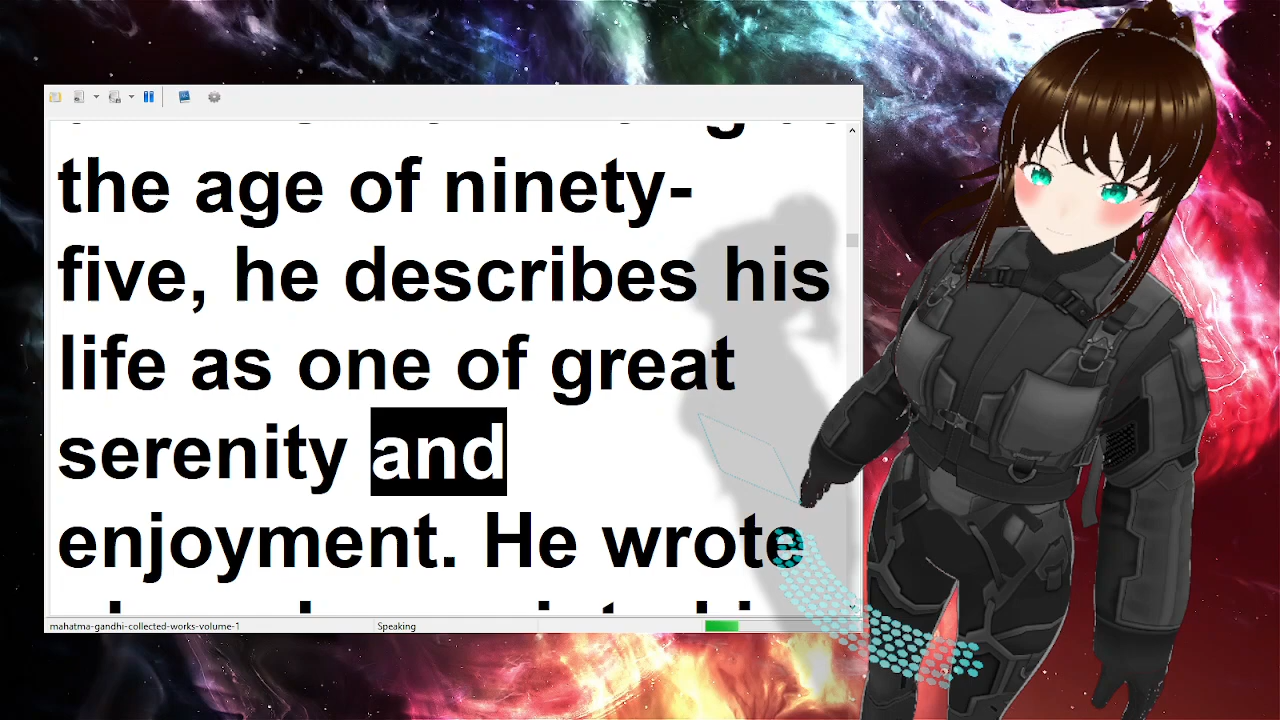 the age of ninety-
five, he describes his
life as one of great
serenity and
enjoyment. He wrote
mahatma-gandhi-collected-works-volume-1
Speaking